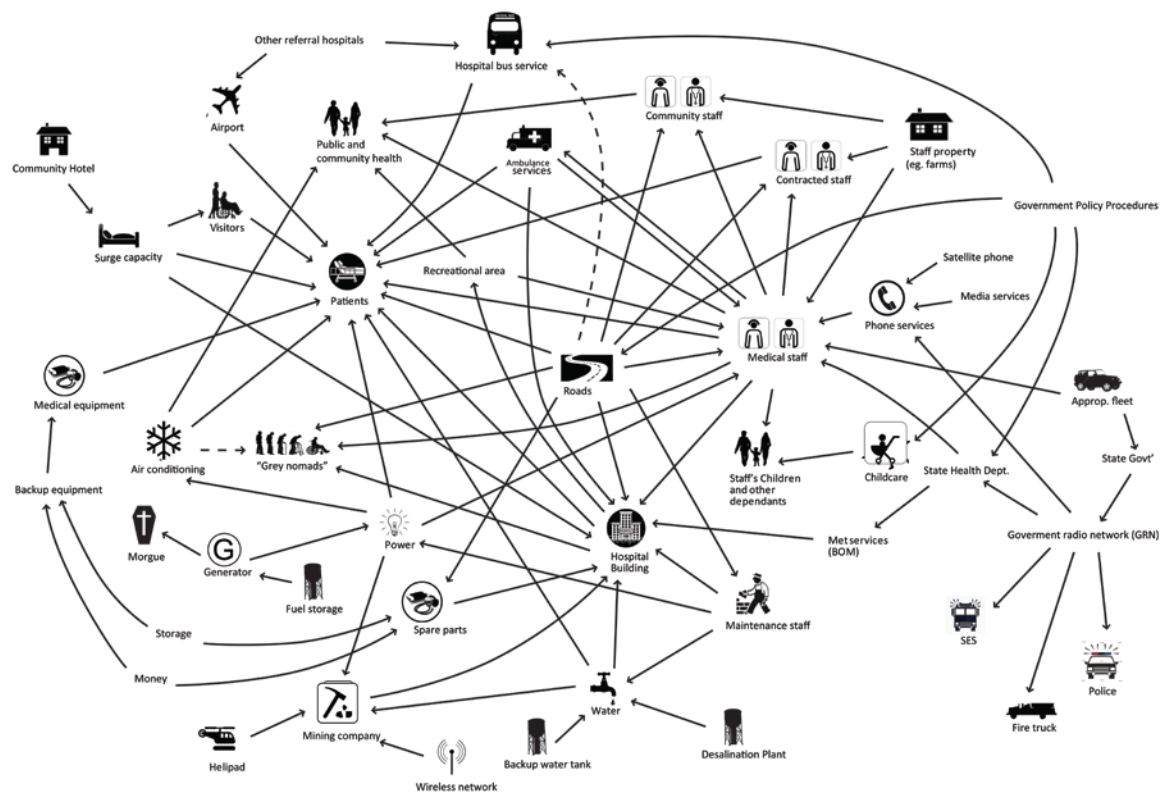 Other referral hospitals
Hospital bus service
Airport
Public and
community health
Ambulance
services
Community staff
Contracted staff
Staff property
(eg. farms)
Community Hotel
Visitors
Surge capacity
Government Policy Procedures
Patients
Recreational area
Satellite phone
Media services
Phone services
Medical staff
Roads
Medical equipment
Approp. fleet
Air conditioning
"Grey nomads"
Staff's Children
and other
dependants
Childcare
State Health Dept.
State Govt'
Backup equipment
Morgue
G
Generator
Power
Hospital
Building
Met services
(BOM)
Goverment radio network (GRN)
Fuel storage
Spare parts
Maintenance staff
SES
Storage
Money
Police
Mining company
Water
Fire truck
Helipad
Wireless network
Backup water tank
Desalination Plant